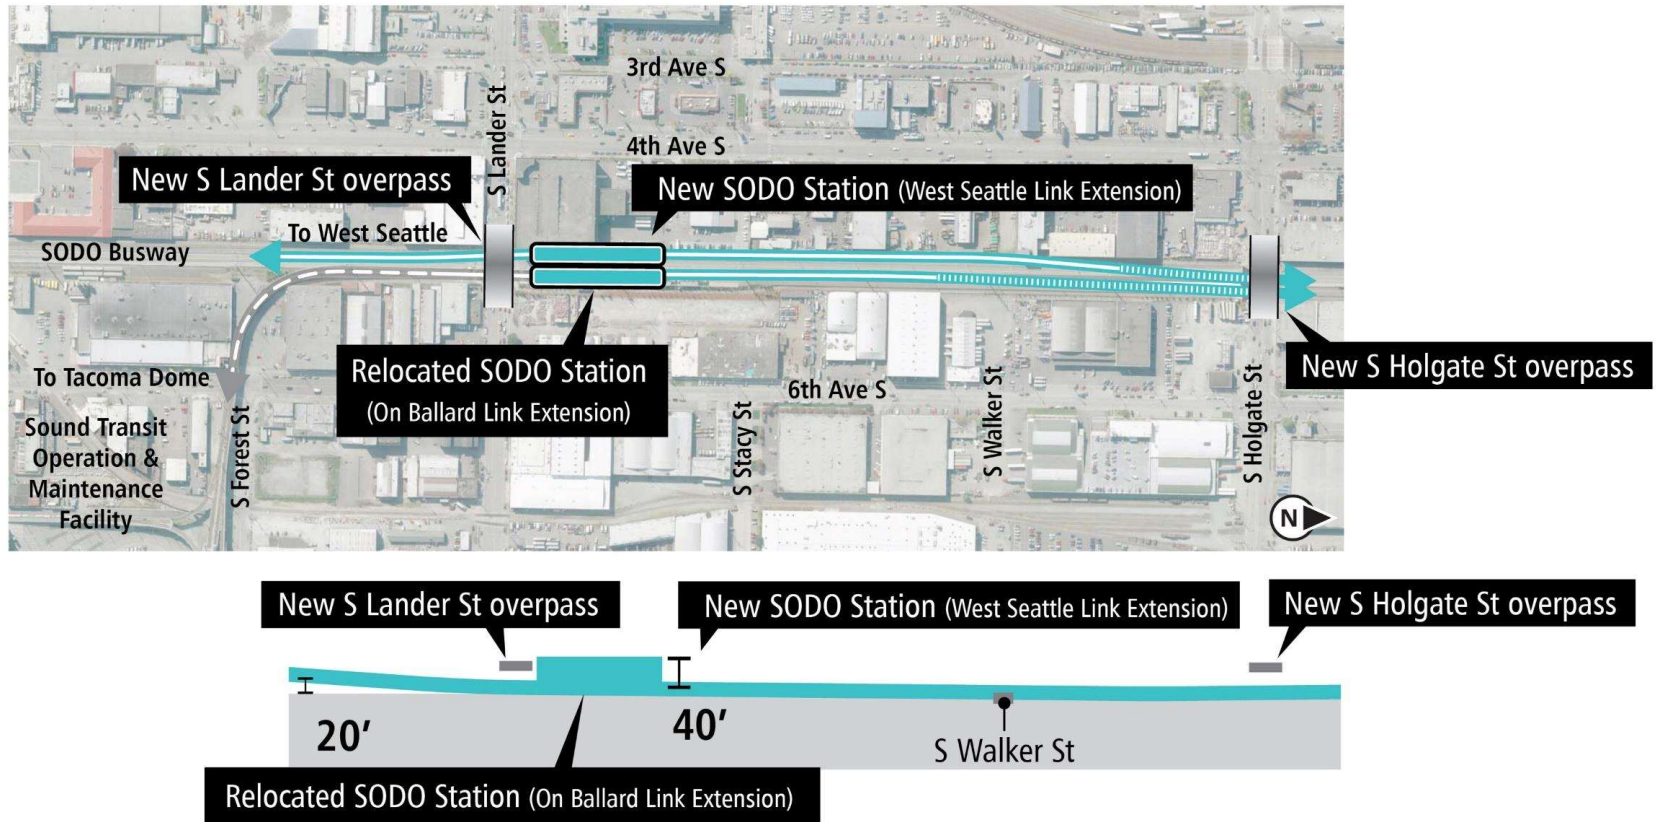 3rd Ave S
S Lander St
4th Ave S
New S Lander St overpass
New SODO Station (West Seattle Link Extension)
To West Seattle
SODO Busway
Relocated SODO Station
(On Ballard Link Extension)
New S Holgate St overpass
To Tacoma Dome
6th Ave S
Sound Transit
Operation &
Maintenance
Facility
S Forest St
S Stacy St
S Walker St
S Holgate St
N
New S Lander St overpass
New SODO Station (West Seattle Link Extension)
New S Holgate St overpass
20'
40'
S Walker St
Relocated SODO Station (On Ballard Link Extension)